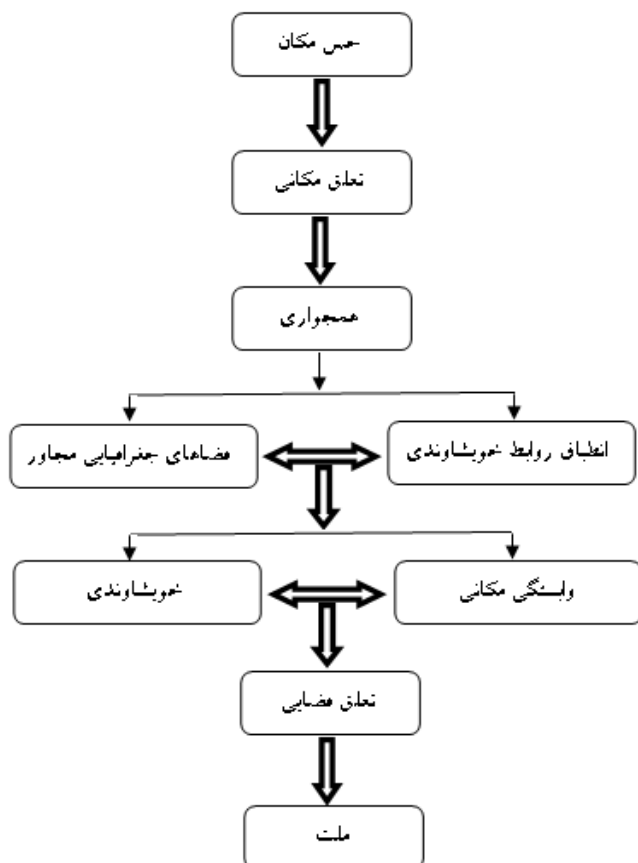 حس مکان
تعلق مکانی
همجواری
انطباق روابط خویشاوندی
فضاهای جغرافیایی مجاور
وابستگی مکانی
خویشاوندی
تعلق فضایی
ملت